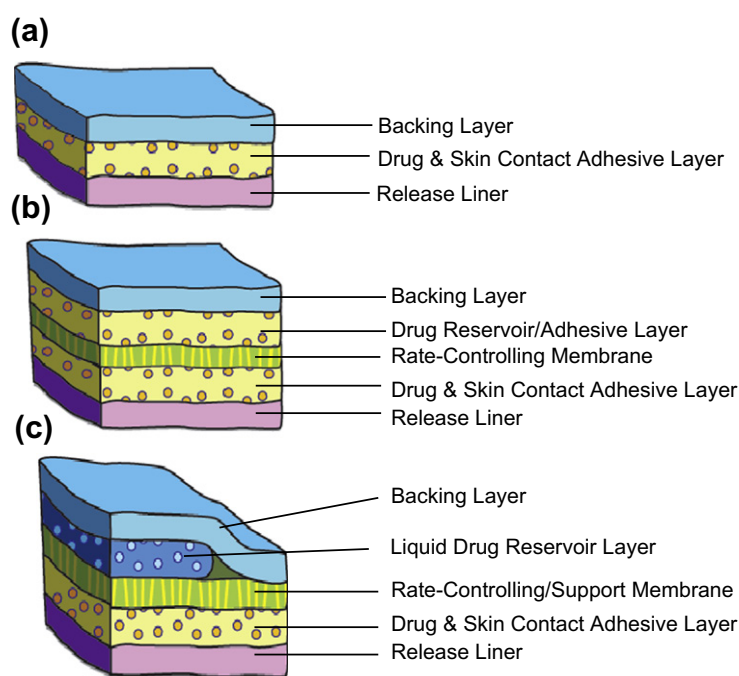 (a)
Backing Layer
Drug & Skin Contact Adhesive Layer
Release Liner
(b)
Backing Layer
Drug Reservoir/Adhesive Layer
Rate-Controlling Membrane
Drug & Skin Contact Adhesive Layer
Release Liner
(c)
Backing Layer
Liquid Drug Reservoir Layer
Rate-Controlling/Support Membrane
Drug & Skin Contact Adhesive Layer
Release Liner